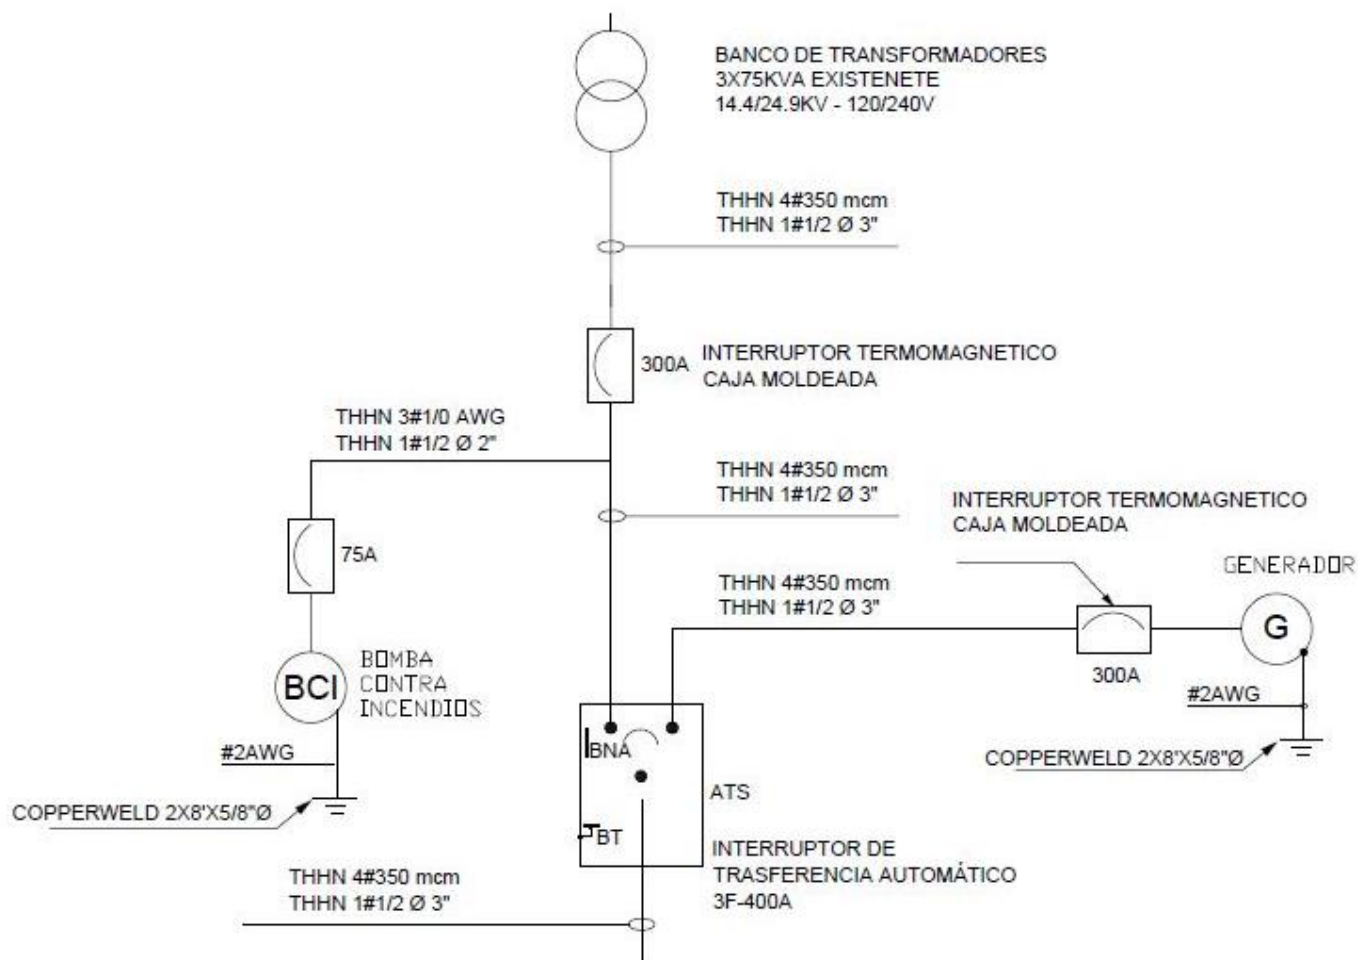 BANCO DE TRANSFORMADORES
3X75KVA EXISTENETE
14.4/24.9KV - 120/240V
THHN 4#350 mcm
THHN 1#1/2 Ø 3"
300A
INTERRUPTOR TERMOMAGNETICO
CAJA MOLDEADA
THHN 3#1/0 AWG
THHN 1#1/2 Ø 2"
THHN 4#350 mcm
THHN 1#1/2 Ø 3"
INTERRUPTOR TERMOMAGNETICO
CAJA MOLDEADA
75A
GENERADOR
THHN 4#350 mcm
THHN 1#1/2 Ø 3"
G
300A
BCI
BOMBA
CONTRA
INCENDIOS
#2AWG
#2AWG
COPPERWELD 2X8'X5/8"Ø
COPPERWELD 2X8'X5/8"Ø
BNA
ATS
BT
INTERRUPTOR DE
TRASFERENCIA AUTOMÁTICO
3F-400A
THHN 4#350 mcm
THHN 1#1/2 Ø 3"